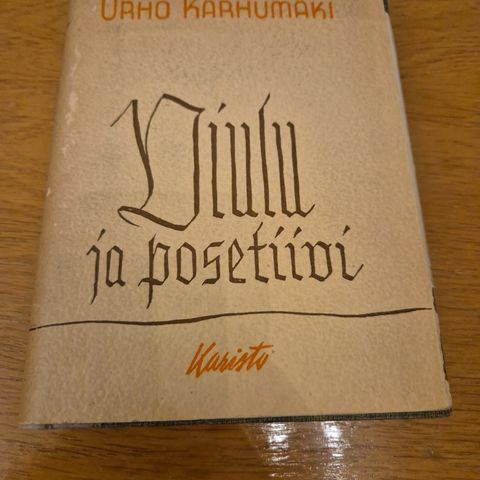 URHO KARHUMÄKI
Viulu
ja posetiivi
Karisto